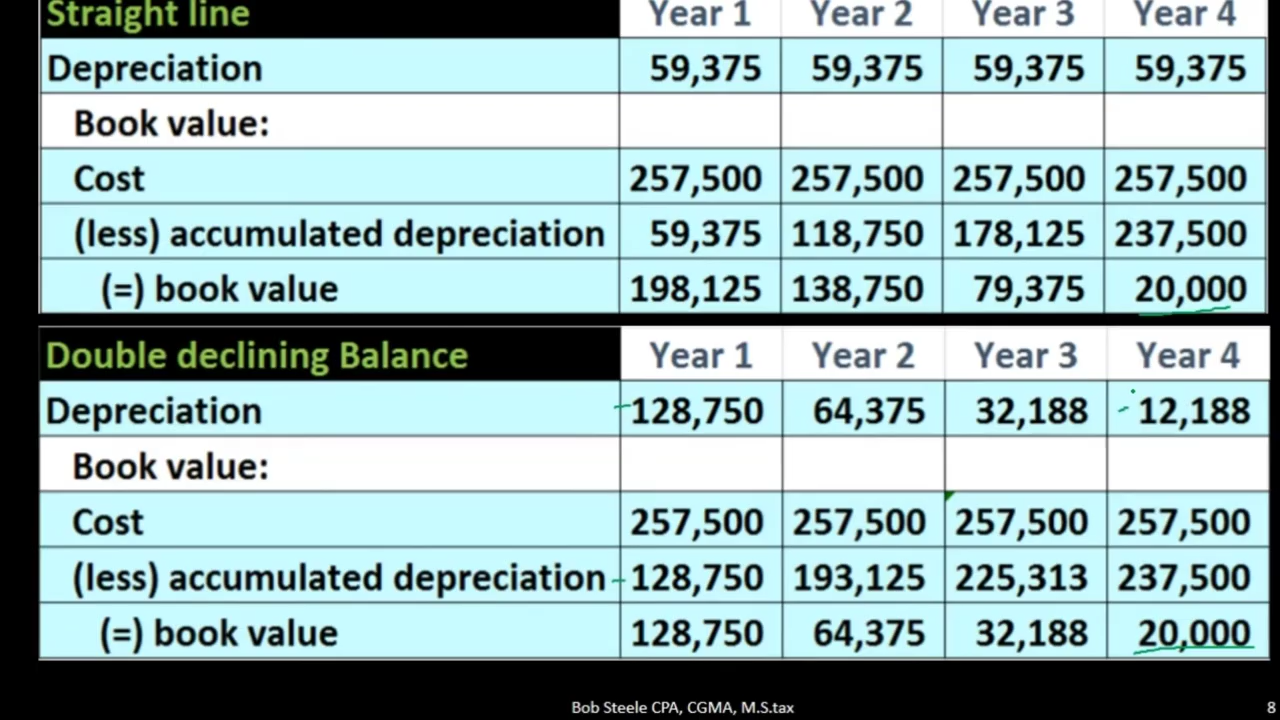 Straight line Year 1 Year 2 Year 3 Year 4
Depreciation 59,375 59,375 59,375 59,375
Book value:
Cost 257,500 257,500 257,500 257,500
(less) accumulated depreciation 59,375 118,750 178,125 237,500
(=) book value 198,125 138,750 79,375 20,000
Double declining Balance Year 1 Year 2 Year 3 Year 4
Depreciation 128,750 64,375 32,188 12,188
Book value:
Cost 257,500 257,500 257,500 257,500
(less) accumulated depreciation 128,750 193,125 225,313 237,500
(=) book value 128,750 64,375 32,188 20,000
Bob Steele CPA, CGMA, M.S.tax 8